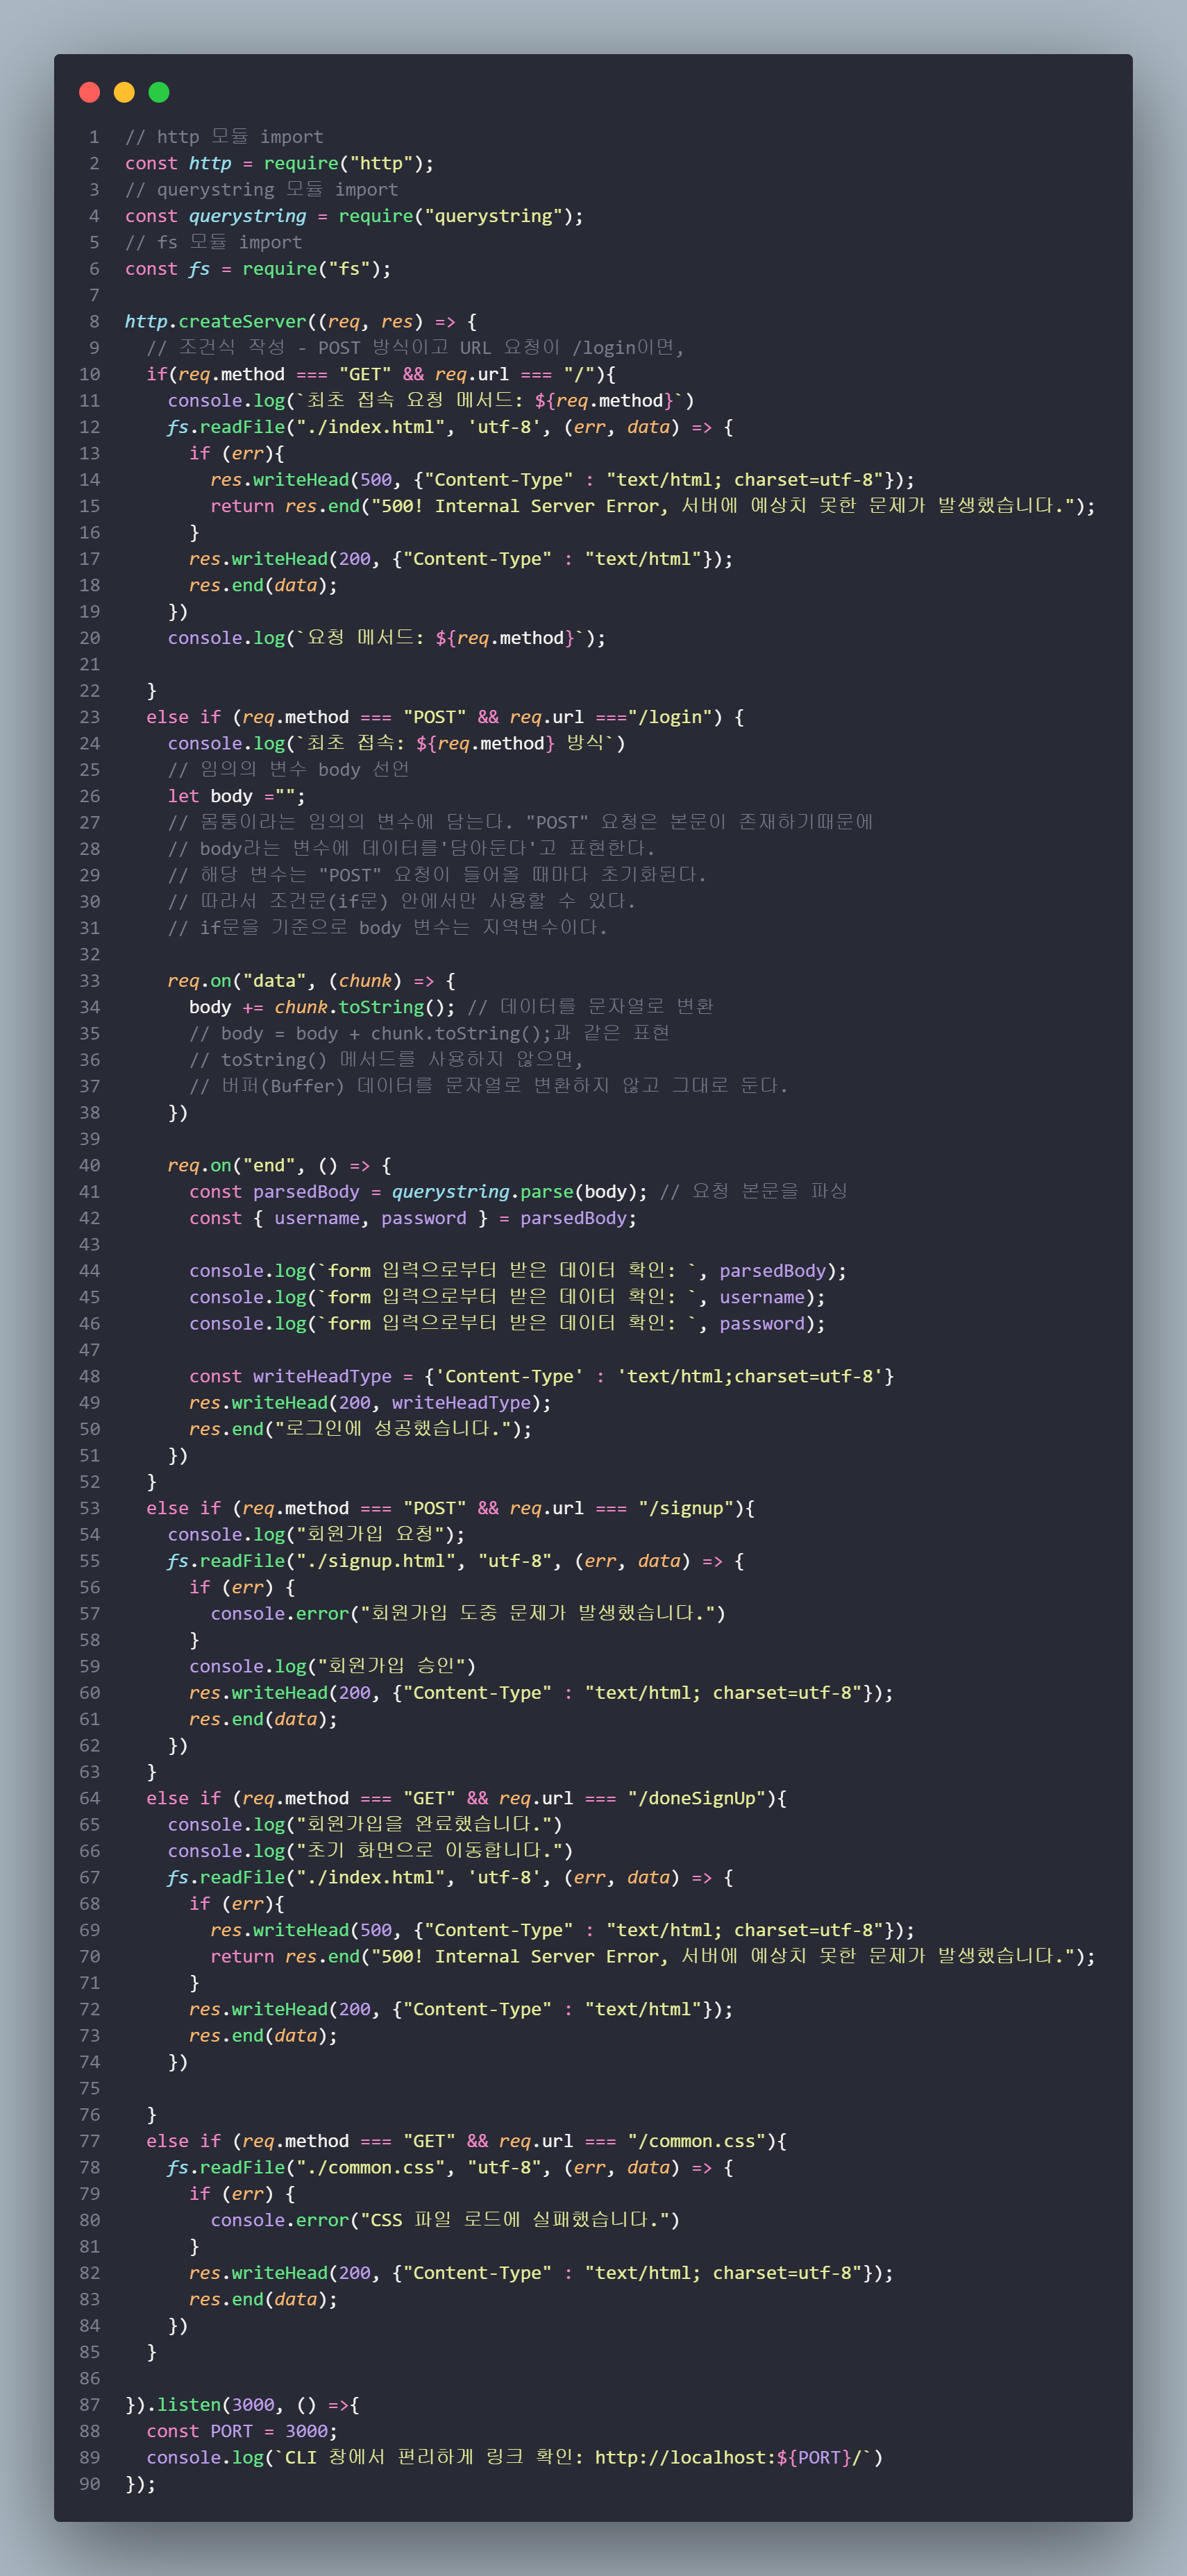 1 // http 모듈 import
2 const http = require("http");
3 // querystring 모듈 import
4 const querystring = require("querystring");
5 // fs 모듈 import
6 const fs = require("fs");
7
8 http.createServer((req, res) => {
9 // 조건식 작성 - POST 방식이고 URL 요청이 /login이면,
10 if(req.method === "GET" && req.url === "/"){
11 console.log(`최초 접속 요청 메서드: ${req.method}`)
12 fs.readFile("./index.html", 'utf-8', (err, data) => {
13 if (err){
14 res.writeHead(500, {"Content-Type" : "text/html; charset=utf-8"});
15 return res.end("500! Internal Server Error, 서버에 예상치 못한 문제가 발생했습니다.");
16 }
17 res.writeHead(200, {"Content-Type" : "text/html"});
18 res.end(data);
19 })
20 console.log(`요청 메서드: ${req.method}`);
21
22 }
23 else if (req.method === "POST" && req.url ==="/login") {
24 console.log(`최초 접속: ${req.method} 방식`)
25 // 임의의 변수 body 선언
26 let body ="";
27 // 몸통이라는 임의의 변수에 담는다. "POST" 요청은 본문이 존재하기때문에
28 // body라는 변수에 데이터를'담아둔다'고 표현한다.
29 // 해당 변수는 "POST" 요청이 들어올 때마다 초기화된다.
30 // 따라서 조건문(if문) 안에서만 사용할 수 있다.
31 // if문을 기준으로 body 변수는 지역변수이다.
32
33 req.on("data", (chunk) => {
34 body += chunk.toString(); // 데이터를 문자열로 변환
35 // body = body + chunk.toString();과 같은 표현
36 // toString() 메서드를 사용하지 않으면,
37 // 버퍼(Buffer) 데이터를 문자열로 변환하지 않고 그대로 둔다.
38 })
39
40 req.on("end", () => {
41 const parsedBody = querystring.parse(body); // 요청 본문을 파싱
42 const { username, password } = parsedBody;
43
44 console.log(`form 입력으로부터 받은 데이터 확인: `, parsedBody);
45 console.log(`form 입력으로부터 받은 데이터 확인: `, username);
46 console.log(`form 입력으로부터 받은 데이터 확인: `, password);
47
48 const writeHeadType = {'Content-Type' : 'text/html;charset=utf-8'}
49 res.writeHead(200, writeHeadType);
50 res.end("로그인에 성공했습니다.");
51 })
52 }
53 else if (req.method === "POST" && req.url === "/signup"){
54 console.log("회원가입 요청");
55 fs.readFile("./signup.html", "utf-8", (err, data) => {
56 if (err) {
57 console.error("회원가입 도중 문제가 발생했습니다.")
58 }
59 console.log("회원가입 승인")
60 res.writeHead(200, {"Content-Type" : "text/html; charset=utf-8"});
61 res.end(data);
62 })
63 }
64 else if (req.method === "GET" && req.url === "/doneSignUp"){
65 console.log("회원가입을 완료했습니다.")
66 console.log("초기 화면으로 이동합니다.")
67 fs.readFile("./index.html", 'utf-8', (err, data) => {
68 if (err){
69 res.writeHead(500, {"Content-Type" : "text/html; charset=utf-8"});
70 return res.end("500! Internal Server Error, 서버에 예상치 못한 문제가 발생했습니다.");
71 }
72 res.writeHead(200, {"Content-Type" : "text/html"});
73 res.end(data);
74 })
75
76 }
77 else if (req.method === "GET" && req.url === "/common.css"){
78 fs.readFile("./common.css", "utf-8", (err, data) => {
79 if (err) {
80 console.error("CSS 파일 로드에 실패했습니다.")
81 }
82 res.writeHead(200, {"Content-Type" : "text/html; charset=utf-8"});
83 res.end(data);
84 })
85 }
86
87 }).listen(3000, () =>{
88 const PORT = 3000;
89 console.log(`CLI 창에서 편리하게 링크 확인: http://localhost:${PORT}/`)
90 });